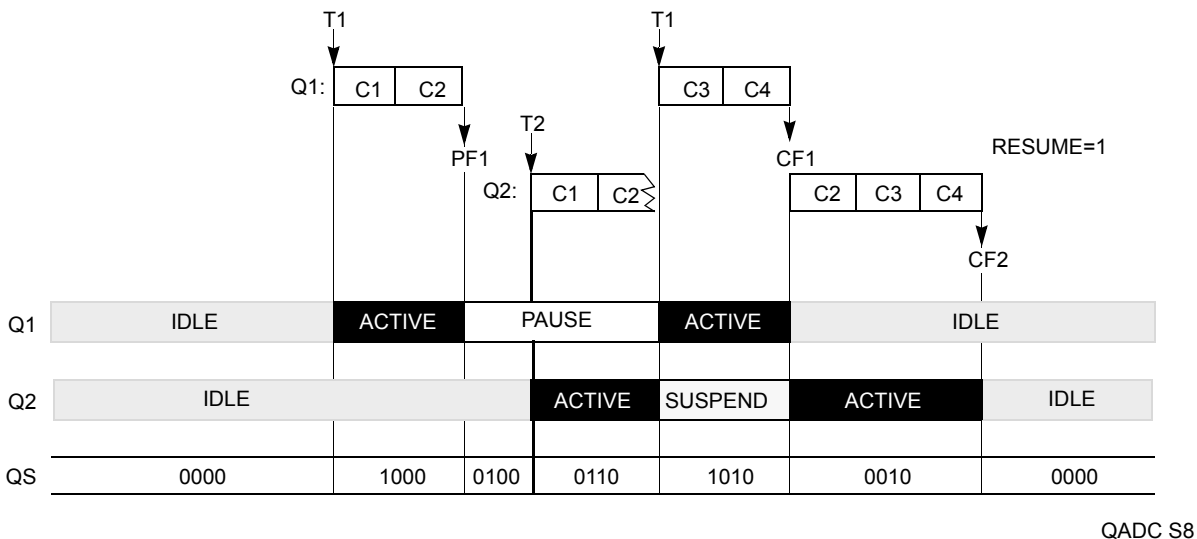 T1 T1
Q1: C1 C2 C3 C4
T2
PF1 CF1 RESUME=1
Q2: C1 C2 C2 C3 C4
CF2
Q1 IDLE ACTIVE PAUSE ACTIVE IDLE
Q2 IDLE ACTIVE SUSPEND ACTIVE IDLE
QS 0000 1000 0100 0110 1010 0010 0000
QADC S8